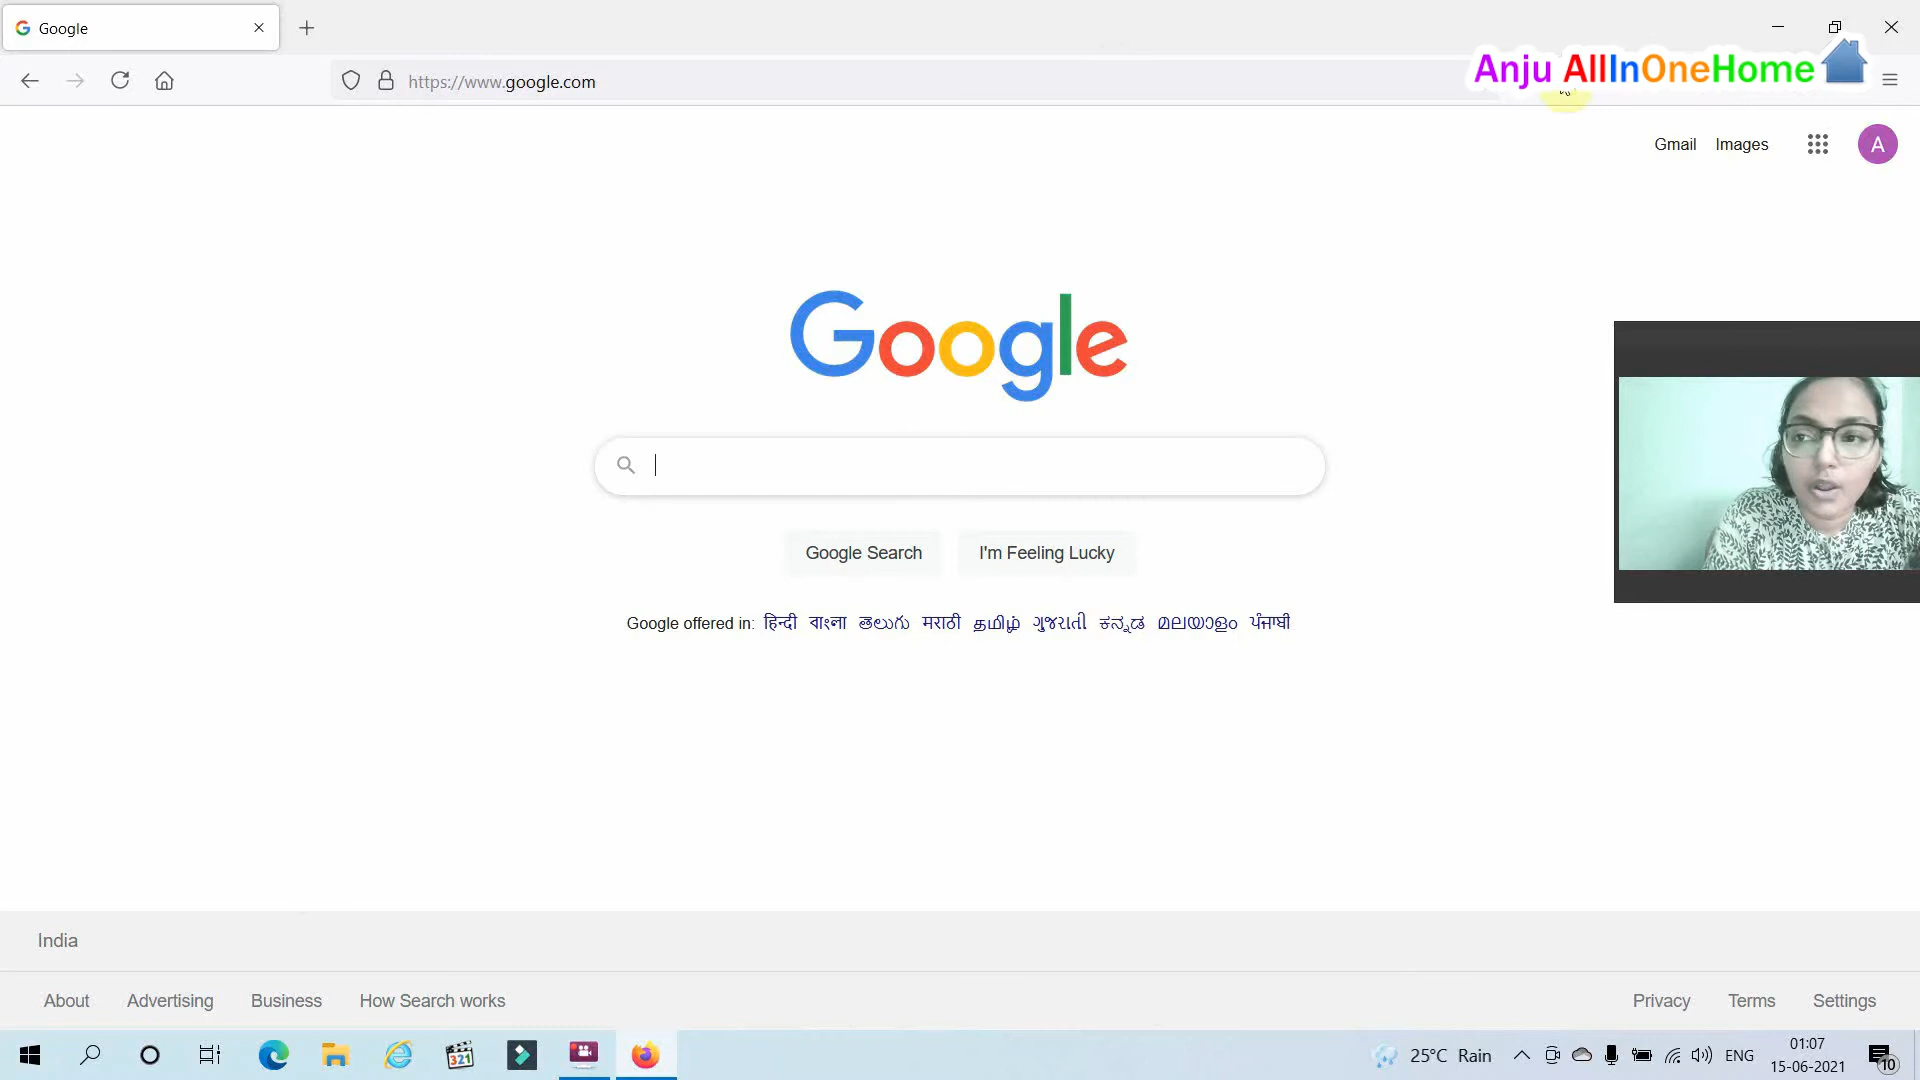 Google
https://www.google.com
Anju AllInOneHome
Gmail Images
A
Google
Google Search I'm Feeling Lucky
Google offered in: हिन्दी বাংলা తెలుగు मराठी தமிழ் ગુજરાતી ಕನ್ನಡ മലയാളം ਪੰਜਾਬੀ
India
About Advertising Business How Search works Privacy Terms Settings
321
25°C Rain ENG 01:07
15-06-2021
10